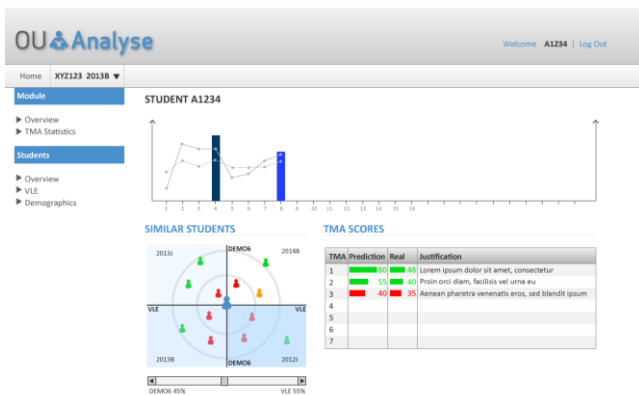 OU Analyse
Welcome A1234 | Log Out
Home XYZ123 2013B ▼
Module
▶ Overview
▶ TMA Statistics
Students
▶ Overview
▶ VLE
▶ Demographics
STUDENT A1234
1 2 3 4 5 6 7 8 9 10 11 12 13 14 15 16
SIMILAR STUDENTS
2013J DEMO6 2014B
VLE VLE
2013B DEMO6 2012J
DEMO6 45% VLE 55%
TMA SCORES
TMA Prediction Real Justification
1 80 48 Lorem ipsum dolor sit amet, consectetur
2 55 40 Proin orci diam, facilisis vel urna eu
3 40 35 Aenean pharetra venenatis eros, sed blandit ipsum
4
5
6
7